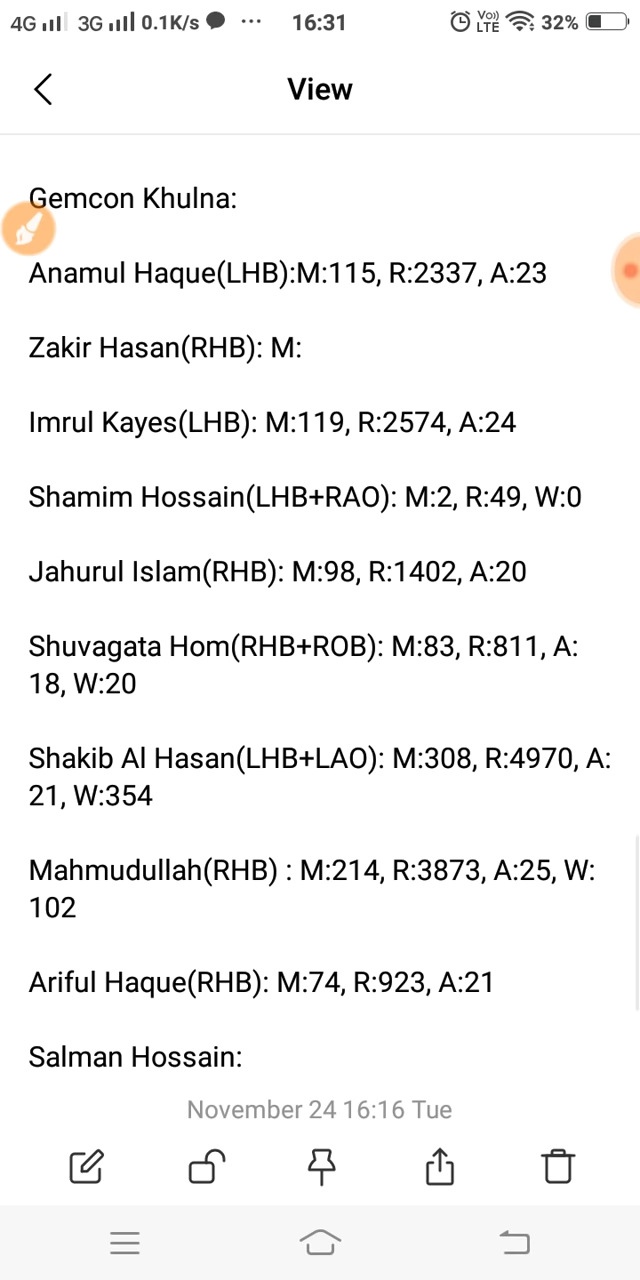 4G 3G 0.1K/s ... 16:31 Vo)) LTE 32%
View
Gemcon Khulna:
Anamul Haque(LHB):M:115, R:2337, A:23
Zakir Hasan(RHB): M:
Imrul Kayes(LHB): M:119, R:2574, A:24
Shamim Hossain(LHB+RAO): M:2, R:49, W:0
Jahurul Islam(RHB): M:98, R:1402, A:20
Shuvagata Hom(RHB+ROB): M:83, R:811, A:
18, W:20
Shakib Al Hasan(LHB+LAO): M:308, R:4970, A:
21, W:354
Mahmudullah(RHB) : M:214, R:3873, A:25, W:
102
Ariful Haque(RHB): M:74, R:923, A:21
Salman Hossain:
November 24 16:16 Tue